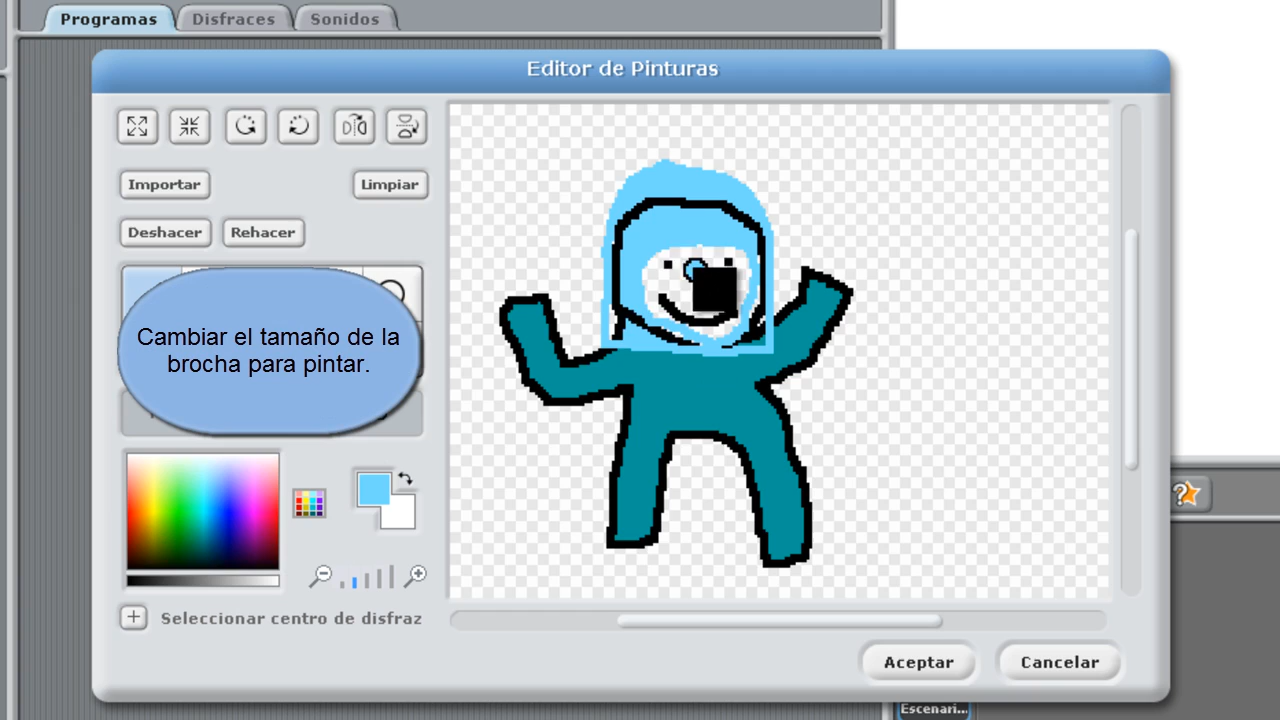 Programas Disfraces Sonidos
Editor de Pinturas
Importar Limpiar
Deshacer Rehacer
Cambiar el tamaño de la
brocha para pintar.
Seleccionar centro de disfraz
Aceptar Cancelar
Escenari...